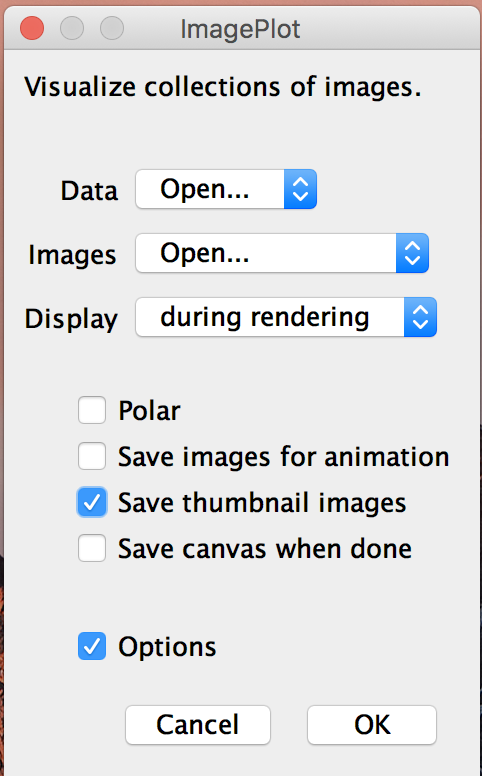 ImagePlot
Visualize collections of images.
Data Open...
Images Open...
Display during rendering
Polar
Save images for animation
Save thumbnail images
Save canvas when done
Options
Cancel OK